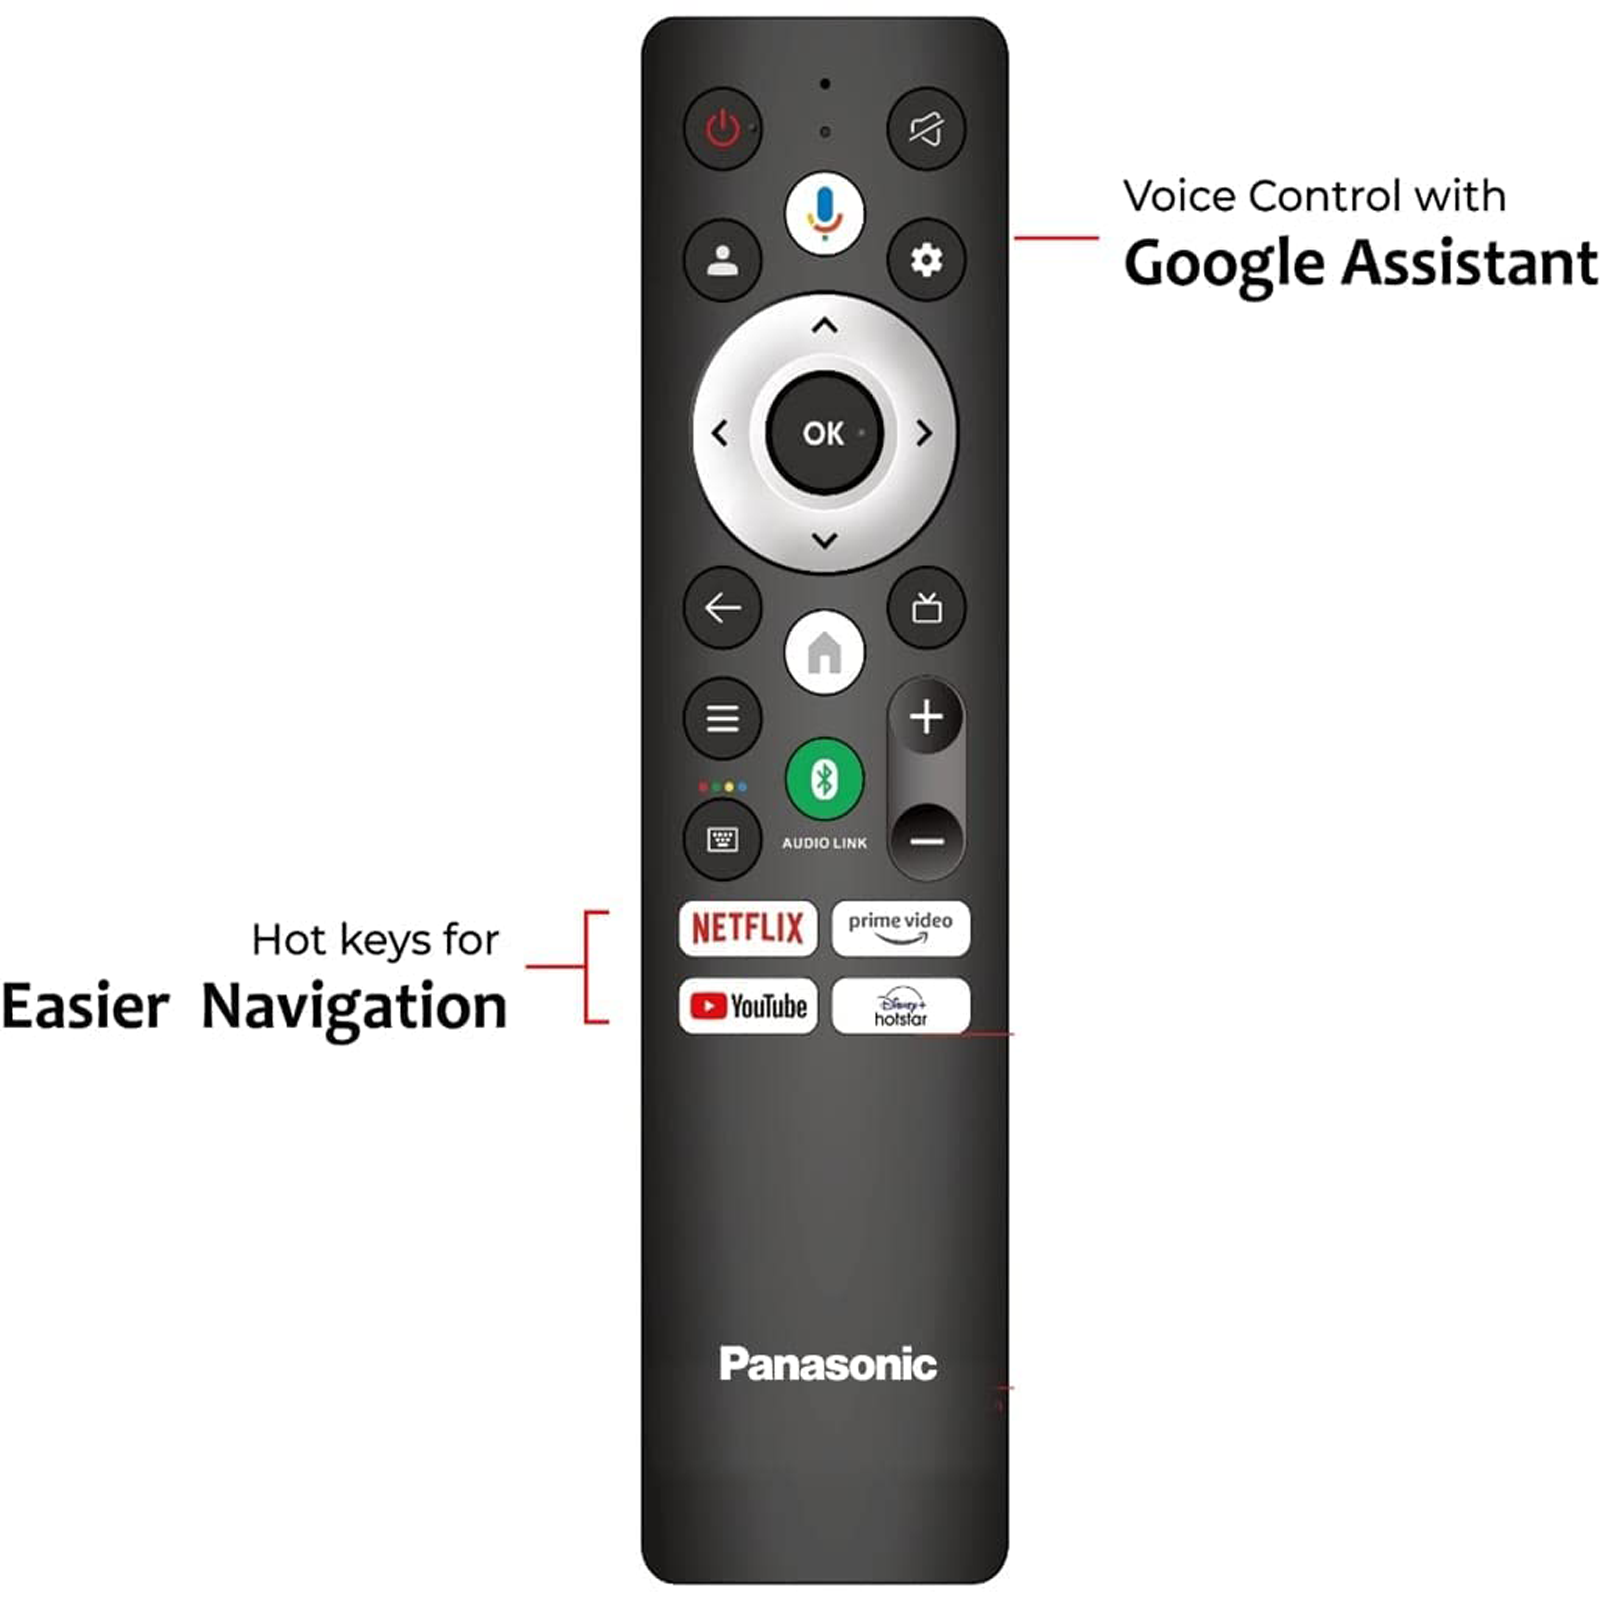 Voice Control with
Google Assistant
OK
AUDIO LINK
NETFLIX
prime video
Hot keys for
Easier Navigation
YouTube
Disney+
hotstar
Panasonic